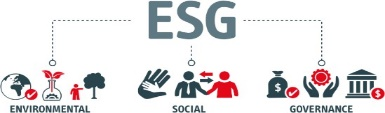 ESG
ENVIRONMENTAL
SOCIAL
GOVERNANCE
$
$